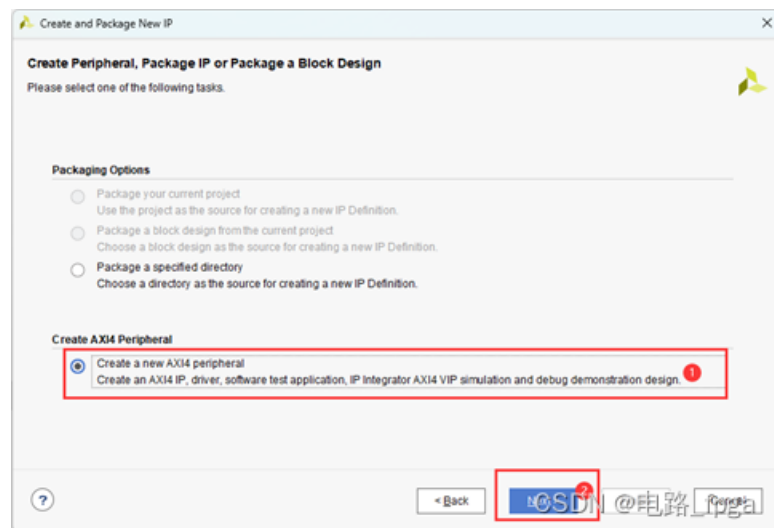 Create and Package New IP
Create Peripheral, Package IP or Package a Block Design
Please select one of the following tasks.
Packaging Options
Package your current project
Use the project as the source for creating a new IP Definition.
Package a block design from the current project
Choose a block design as the source for creating a new IP Definition.
Package a specified directory
Choose a directory as the source for creating a new IP Definition.
Create AXI4 Peripheral
Create a new AXI4 peripheral
Create an AXI4 IP, driver, software test application, IP Integrator AXI4 VIP simulation and debug demonstration design.
1
2
? < Back Cancel
CSDN @电路_fpga